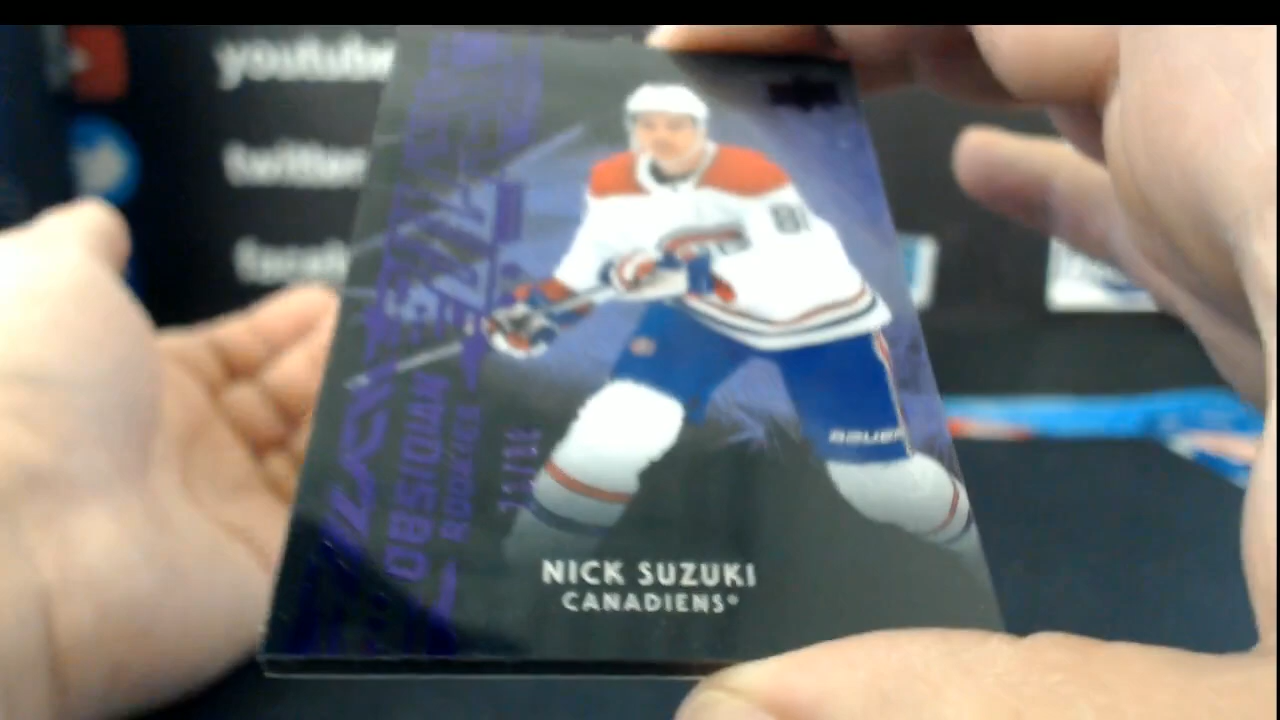 youtube
twitter
OBSIDIAN
ROOKIES
BAUER
NICK SUZUKI
CANADIENS